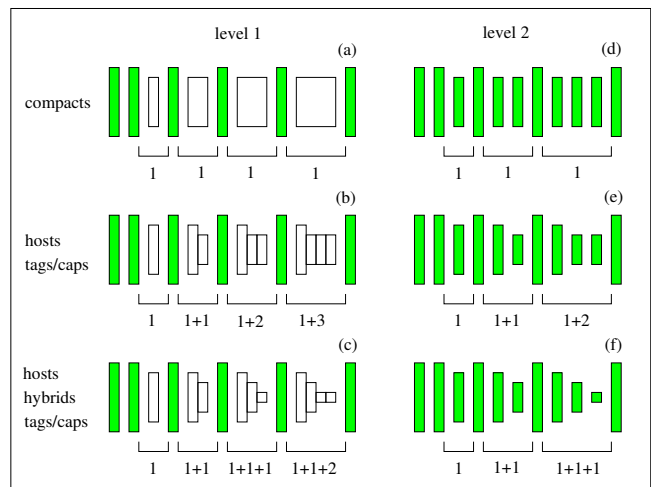 level 1 level 2
(a) (d)
compacts
1 1 1 1 1 1 1
(b) (e)
hosts
tags/caps
1 1+1 1+2 1+3 1 1+1 1+2
(c) (f)
hosts
hybrids
tags/caps
1 1+1 1+1+1 1+1+2 1 1+1 1+1+1